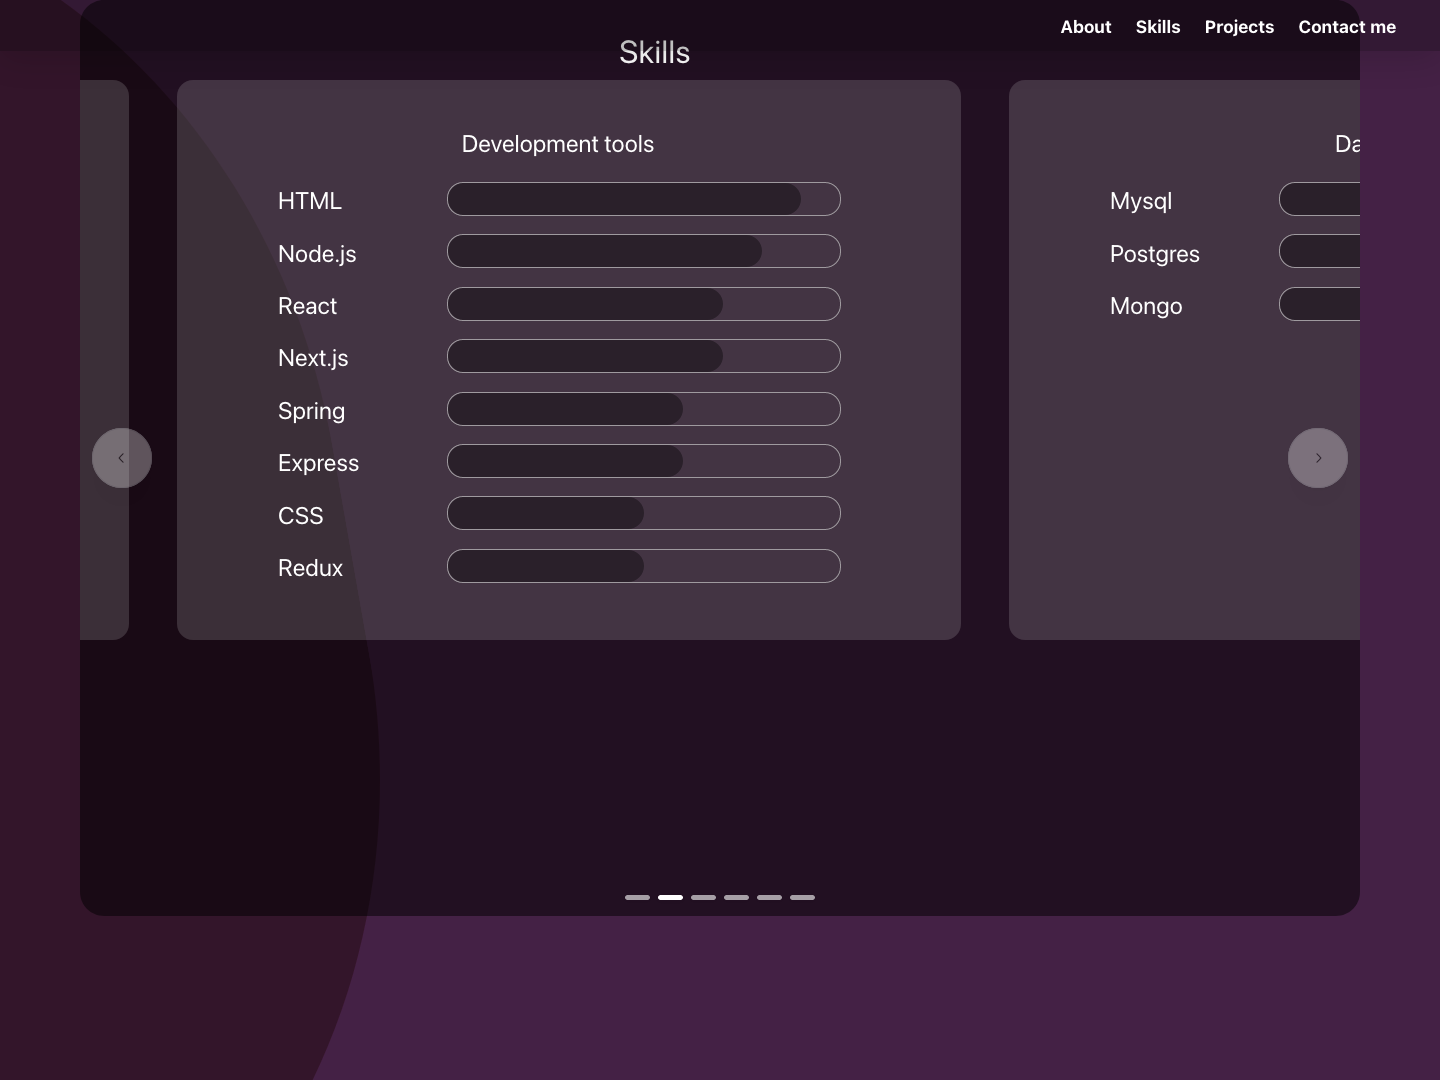 About Skills Projects Contact me
Skills
Development tools
HTML
Node.js
React
Next.js
Spring
Express
CSS
Redux
Da
Mysql
Postgres
Mongo